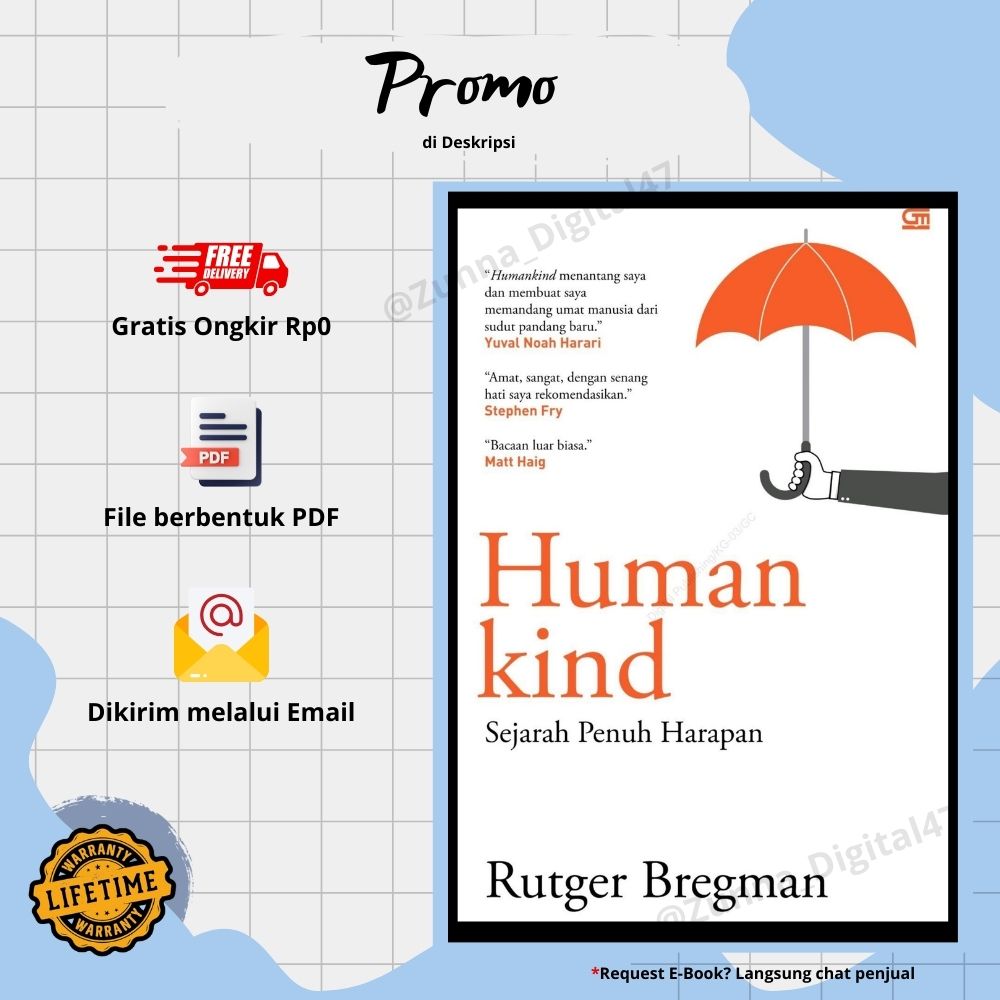 Promo
di Deskripsi
@Zunna_Digital47
FREE
DELIVERY
Gratis Ongkir Rp0
PDF
File berbentuk PDF
@
Dikirim melalui Email
WARRANTY
LIFETIME
WARRANTY
GM
“Humankind menantang saya
dan membuat saya
memandang umat manusia dari
sudut pandang baru.”
Yuval Noah Harari
“Amat, sangat, dengan senang
hati saya rekomendasikan.”
Stephen Fry
“Bacaan luar biasa.”
Matt Haig
Human
kind
Sejarah Penuh Harapan
Rutger Bregman
@Zunna_Digital47
*Request E-Book? Langsung chat penjual